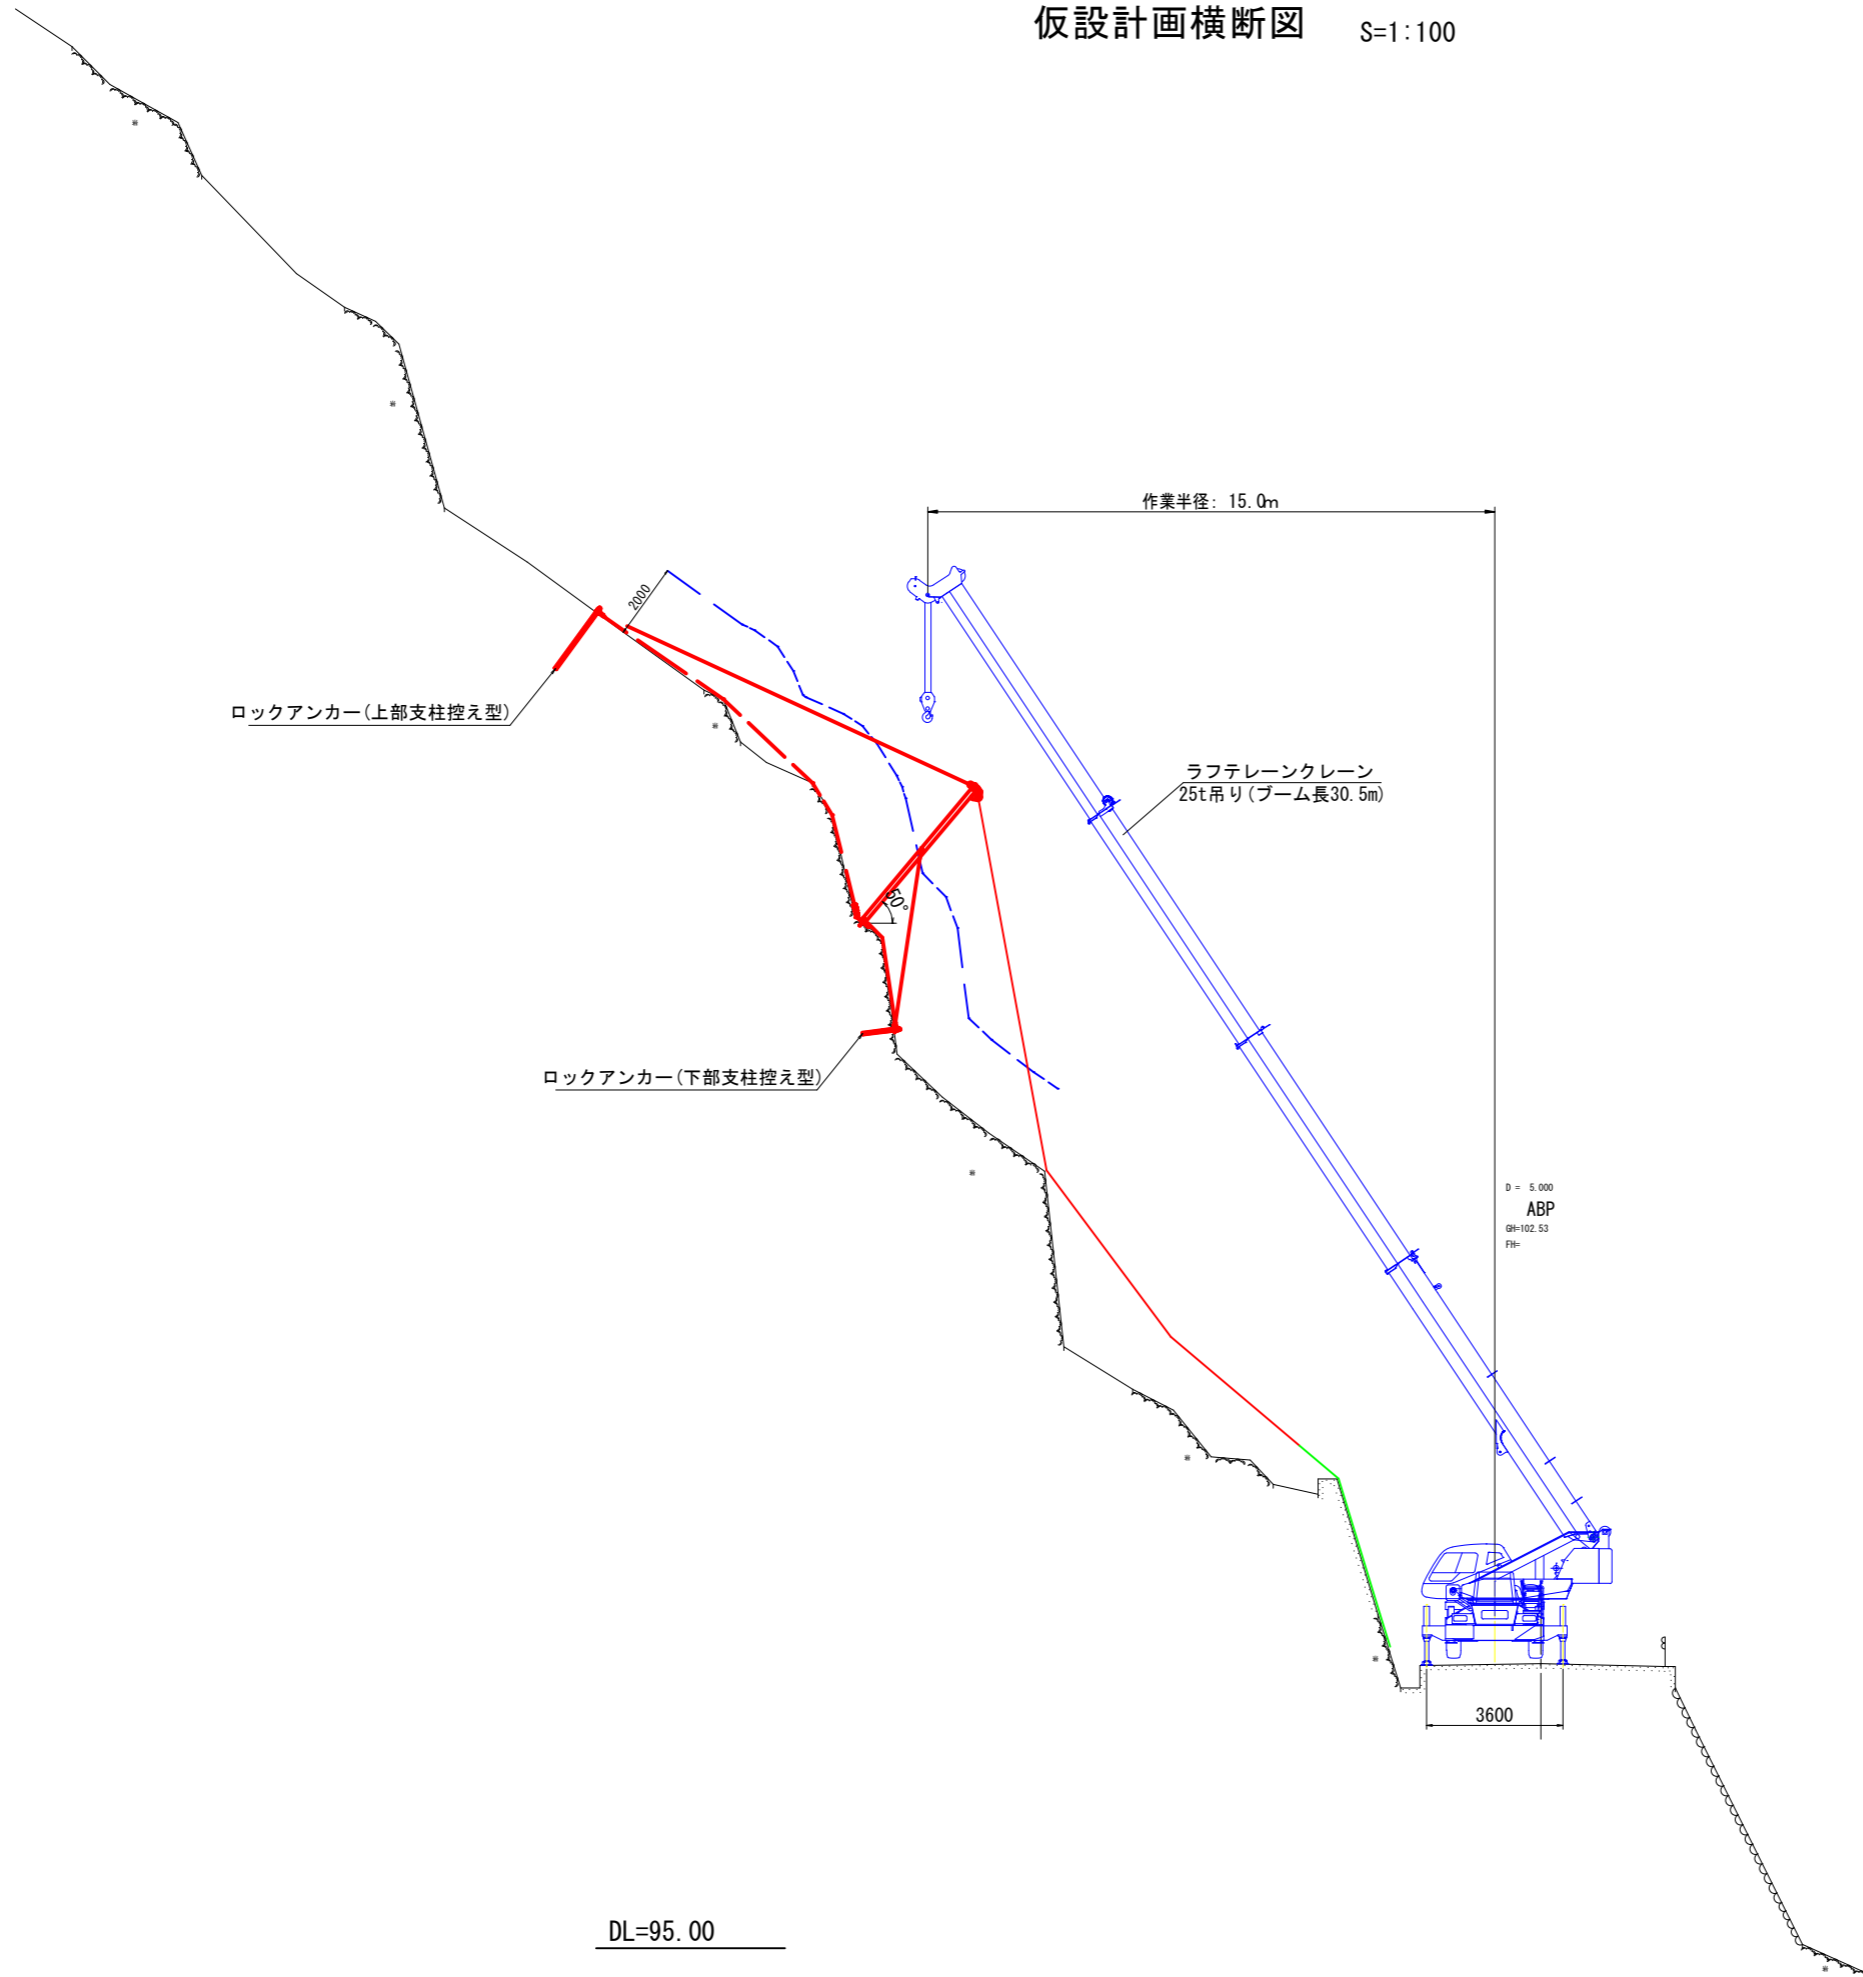 仮設計画横断図 S=1:100
作業半径: 15.0m
2000
ロックアンカー(上部支柱控え型)
ラフテレーンクレーン
25t吊り(ブーム長30.5m)
50°
ロックアンカー(下部支柱控え型)
D = 5.000
ABP
GH=102.53
FH=
3600
DL=95.00